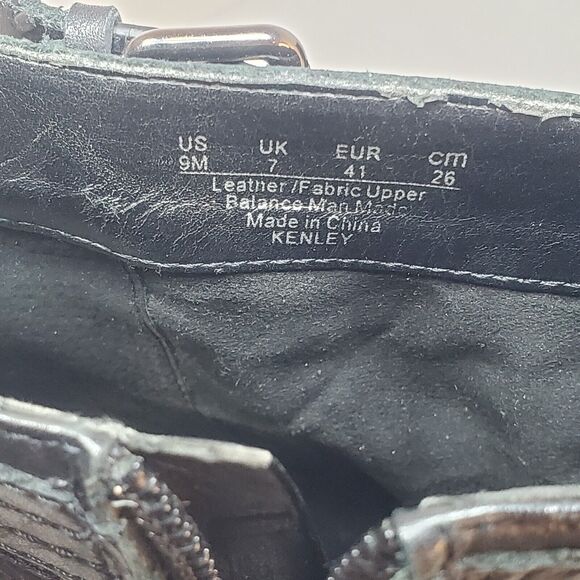 US UK EUR cm
9M 7 41 26
Leather /Fabric Upper
Balance Man Made
Made in China
KENLEY